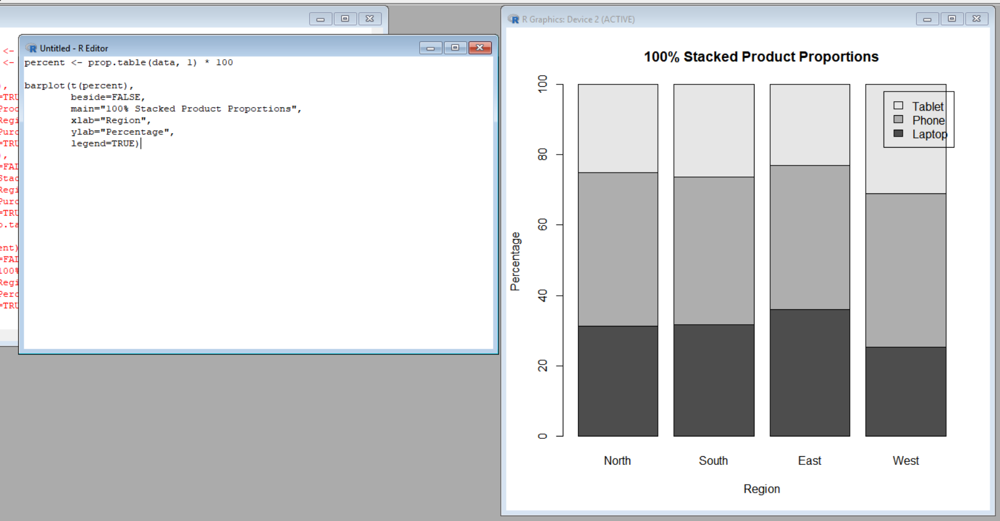 <-
<-
),
=TRU
Proc
Regi
Purc
=TRU
),
=FAL
Stac
Regi
Purc
=TRU
p.ta
ent)
=FAL
100%
Regi
Perc
=TRU
Untitled - R Editor
percent <- prop.table(data, 1) * 100
barplot(t(percent),
beside=FALSE,
main="100% Stacked Product Proportions",
xlab="Region",
ylab="Percentage",
legend=TRUE)
R Graphics: Device 2 (ACTIVE)
100% Stacked Product Proportions
100
80
60
40
20
0
Percentage
Tablet
Phone
Laptop
North South East West
Region